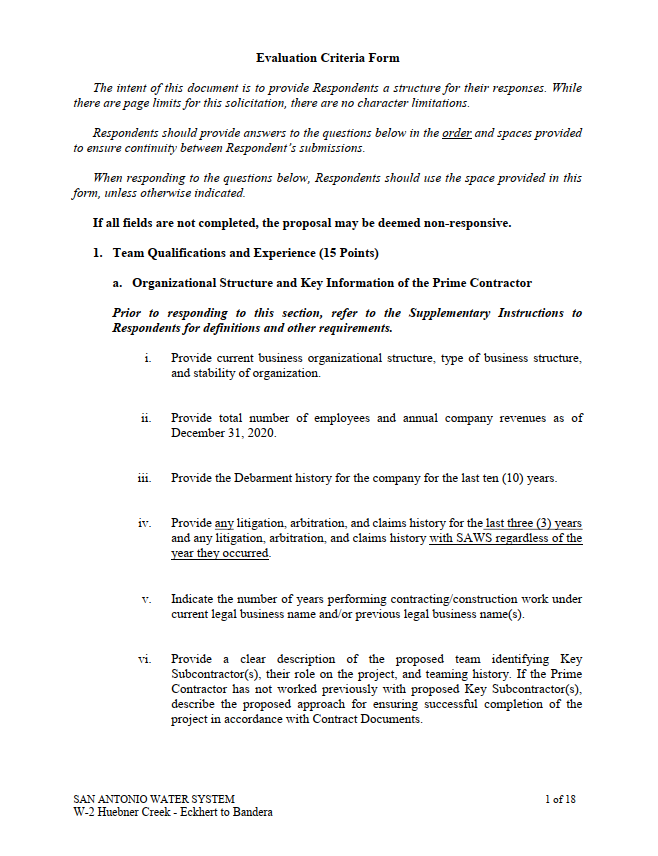 Evaluation Criteria Form
The intent of this document is to provide Respondents a structure for their responses. While
there are page limits for this solicitation, there are no character limitations.
Respondents should provide answers to the questions below in the order and spaces provided
to ensure continuity between Respondent's submissions.
When responding to the questions below, Respondents should use the space provided in this
form, unless otherwise indicated.
If all fields are not completed, the proposal may be deemed non-responsive.
1. Team Qualifications and Experience (15 Points)
a. Organizational Structure and Key Information of the Prime Contractor
Prior to responding to this section, refer to the Supplementary Instructions to
Respondents for definitions and other requirements.
i. Provide current business organizational structure, type of business structure,
and stability of organization.
ii. Provide total number of employees and annual company revenues as of
December 31, 2020.
iii. Provide the Debarment history for the company for the last ten (10) years.
iv. Provide any litigation, arbitration, and claims history for the last three (3) years
and any litigation, arbitration, and claims history with SAWS regardless of the
year they occurred.
v. Indicate the number of years performing contracting/construction work under
current legal business name and/or previous legal business name(s).
vi. Provide a clear description of the proposed team identifying Key
Subcontractor(s), their role on the project, and teaming history. If the Prime
Contractor has not worked previously with proposed Key Subcontractor(s),
describe the proposed approach for ensuring successful completion of the
project in accordance with Contract Documents.
SAN ANTONIO WATER SYSTEM 1 of 18
W-2 Huebner Creek - Eckhert to Bandera